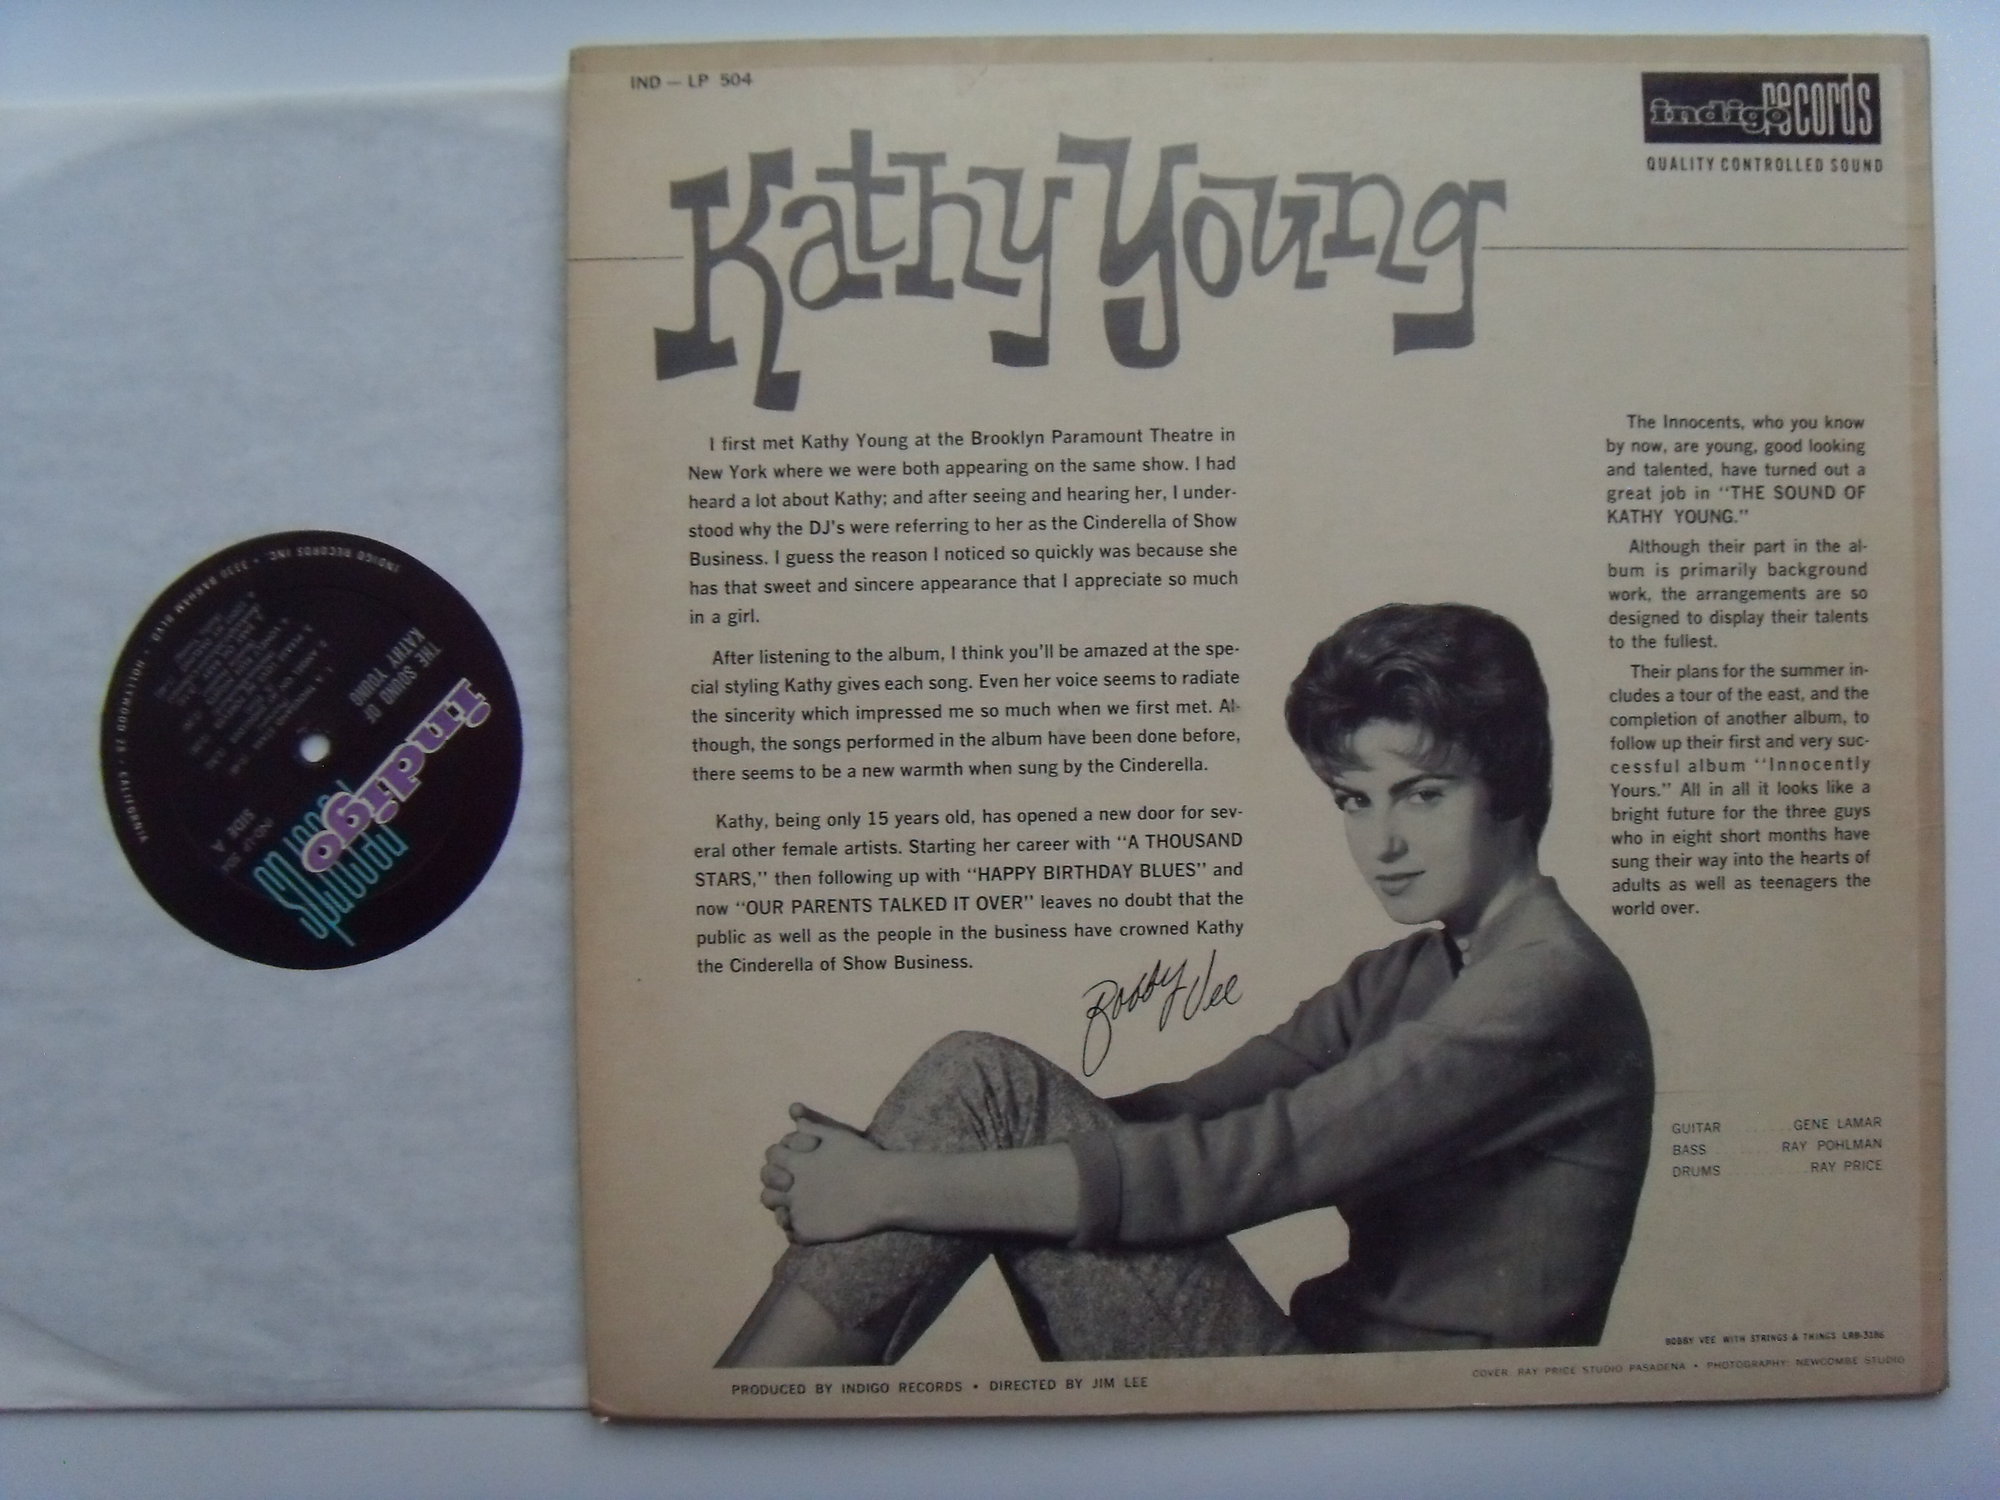 IND — LP 504
indigo records
QUALITY CONTROLLED SOUND
Kathy Young
I first met Kathy Young at the Brooklyn Paramount Theatre in
New York where we were both appearing on the same show. I had
heard a lot about Kathy; and after seeing and hearing her, I under-
stood why the DJ's were referring to her as the Cinderella of Show
Business. I guess the reason I noticed so quickly was because she
has that sweet and sincere appearance that I appreciate so much
in a girl.
After listening to the album, I think you'll be amazed at the spe-
cial styling Kathy gives each song. Even her voice seems to radiate
the sincerity which impressed me so much when we first met. Al-
though, the songs performed in the album have been done before,
there seems to be a new warmth when sung by the Cinderella.
Kathy, being only 15 years old, has opened a new door for sev-
eral other female artists. Starting her career with "A THOUSAND
STARS," then following up with "HAPPY BIRTHDAY BLUES" and
now "OUR PARENTS TALKED IT OVER" leaves no doubt that the
public as well as the people in the business have crowned Kathy
the Cinderella of Show Business.
Bobby Vee
The Innocents, who you know
by now, are young, good looking
and talented, have turned out a
great job in "THE SOUND OF
KATHY YOUNG."
Although their part in the al-
bum is primarily background
work, the arrangements are so
designed to display their talents
to the fullest.
Their plans for the summer in-
cludes a tour of the east, and the
completion of another album, to
follow up their first and very suc-
cessful album "Innocently
Yours." All in all it looks like a
bright future for the three guys
who in eight short months have
sung their way into the hearts of
adults as well as teenagers the
world over.
GUITAR ........ GENE LAMAR
BASS ........ RAY POHLMAN
DRUMS .......... RAY PRICE
BOBBY VEE WITH STRINGS & THINGS LRB-3186
COVER: RAY PRICE STUDIO PASADENA • PHOTOGRAPHY: NEWCOMBE STUDIO
PRODUCED BY INDIGO RECORDS • DIRECTED BY JIM LEE
INDIGO RECORDS INC. • 3330 BARHAM BLVD • HOLLYWOOD 28 • CALIFORNIA
THE SOUND OF
KATHY YOUNG
indigo
IND-LP 504
SIDE A